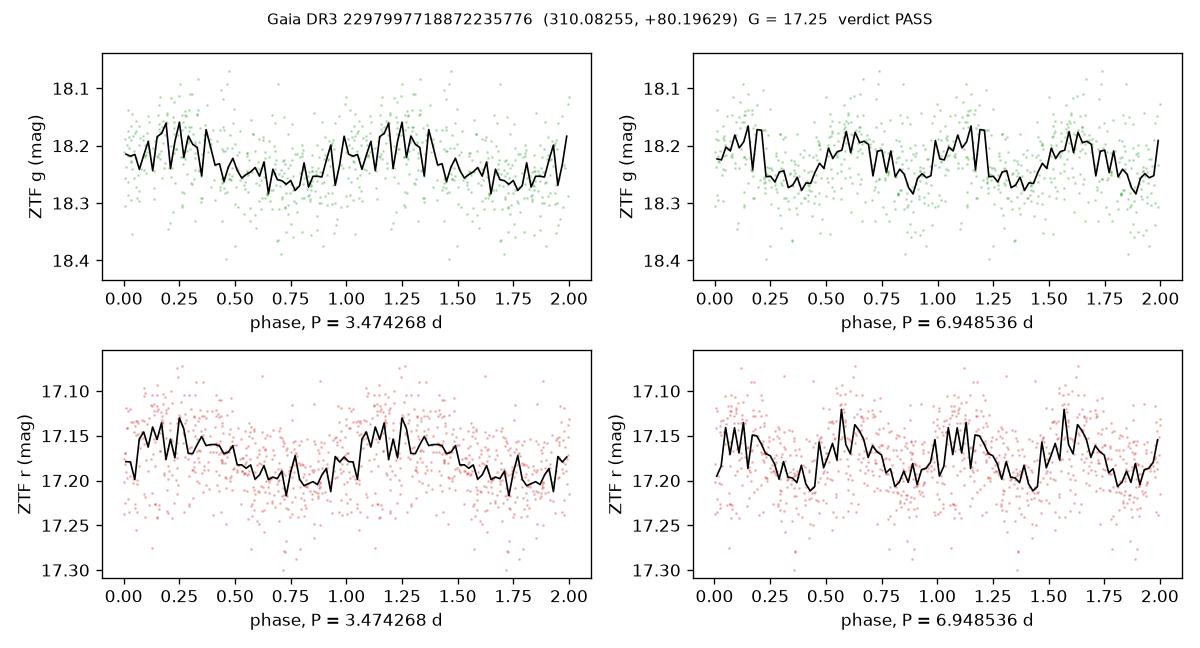 Gaia DR3 2297997718872235776 (310.08255, +80.19629) G = 17.25 verdict PASS
ZTF g (mag)
18.1
18.2
18.3
18.4
0.00 0.25 0.50 0.75 1.00 1.25 1.50 1.75 2.00
phase, P = 3.474268 d
ZTF g (mag)
18.1
18.2
18.3
18.4
0.00 0.25 0.50 0.75 1.00 1.25 1.50 1.75 2.00
phase, P = 6.948536 d
ZTF r (mag)
17.10
17.15
17.20
17.25
17.30
0.00 0.25 0.50 0.75 1.00 1.25 1.50 1.75 2.00
phase, P = 3.474268 d
ZTF r (mag)
17.10
17.15
17.20
17.25
17.30
0.00 0.25 0.50 0.75 1.00 1.25 1.50 1.75 2.00
phase, P = 6.948536 d